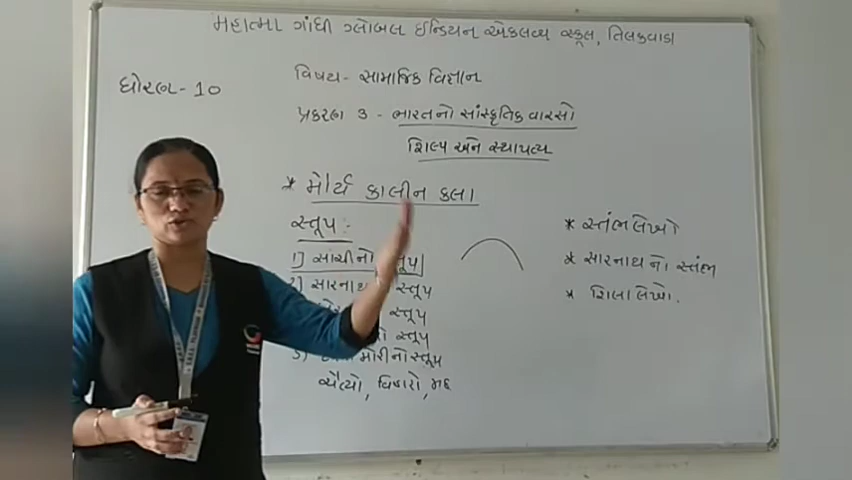 મહાત્મા ગાંધી ગ્લોબલ ઈન્ડિયન એકલવ્ય સ્કૂલ, તિલકવાડા
વિષય - સામાજિક વિજ્ઞાન
ધોરણ - 10
પ્રકરણ 3 - ભારતનો સાંસ્કૃતિક વારસો
શિલ્પ અને સ્થાપત્ય
* મૌર્ય કાલીન કલા
સ્તૂપ :-
1) સાંચીનો સ્તૂપ
2) સારનાથ સ્તૂપ
સ્તૂપ
સ્તૂપ
5) મોરીનો સ્તૂપ
ચૈત્યો, વિહારો, મઠ
* સ્તંભલેખો
* સારનાથનો સ્તંભ
* શિલાલેખો.